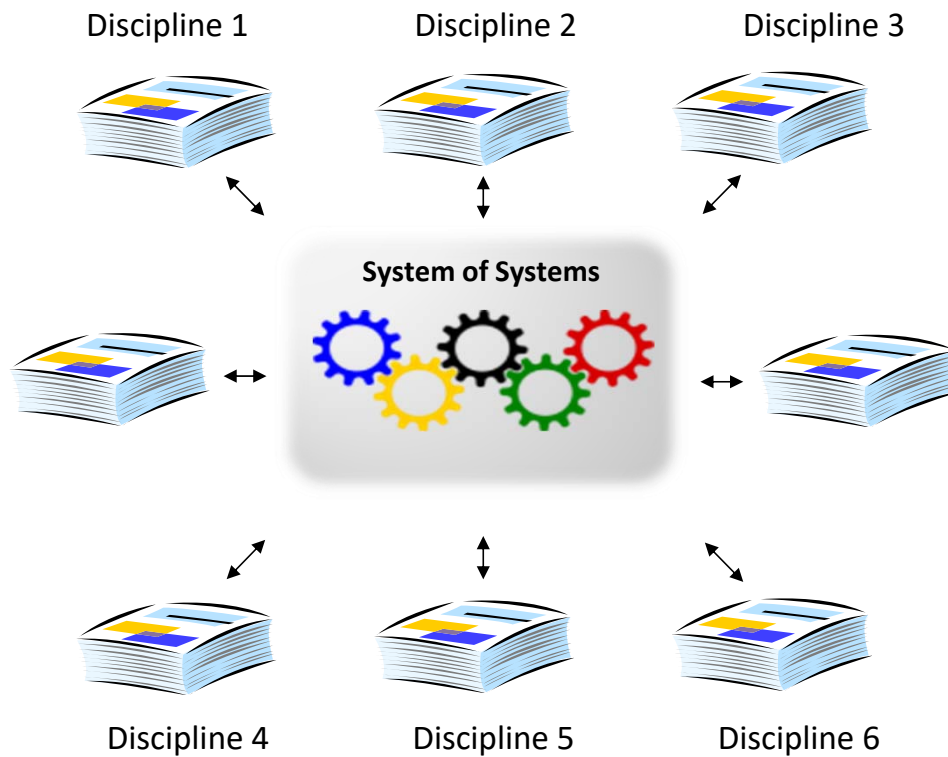 Discipline 1
Discipline 2
Discipline 3
System of Systems
Discipline 4
Discipline 5
Discipline 6